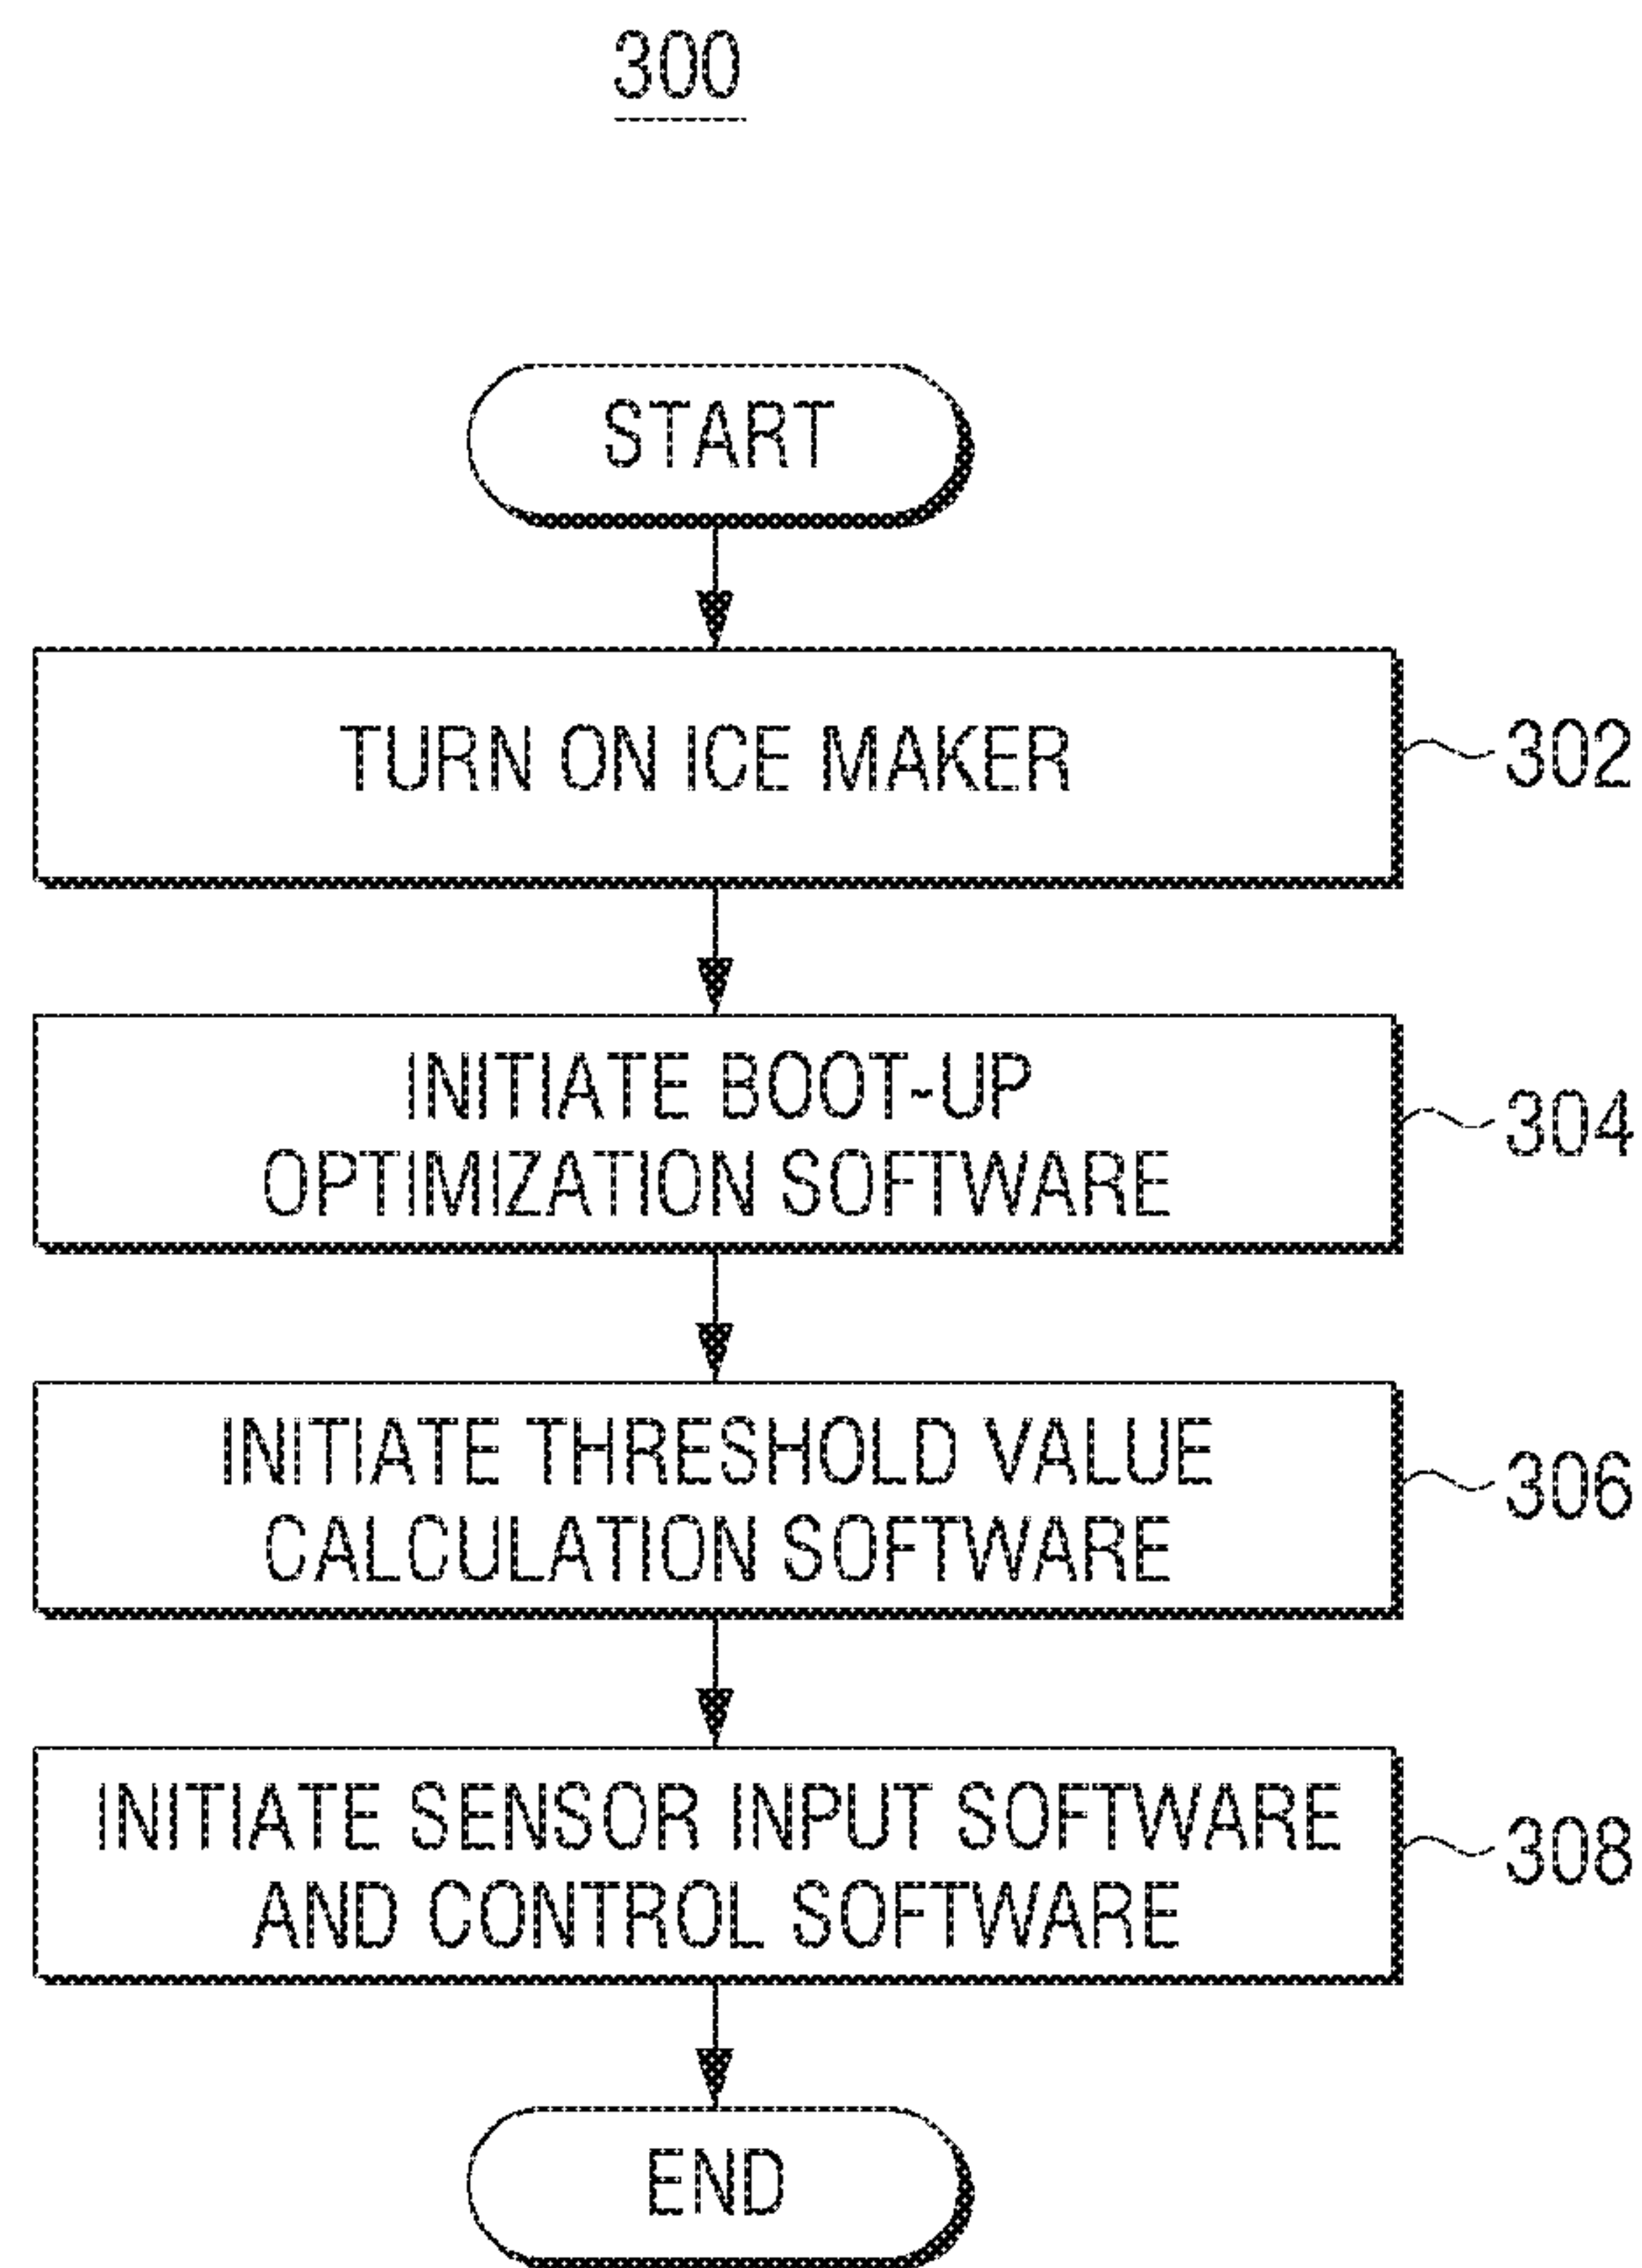 300
START
TURN ON ICE MAKER
302
INITIATE BOOT-UP
OPTIMIZATION SOFTWARE
304
INITIATE THRESHOLD VALUE
CALCULATION SOFTWARE
306
INITIATE SENSOR INPUT SOFTWARE
AND CONTROL SOFTWARE
308
END